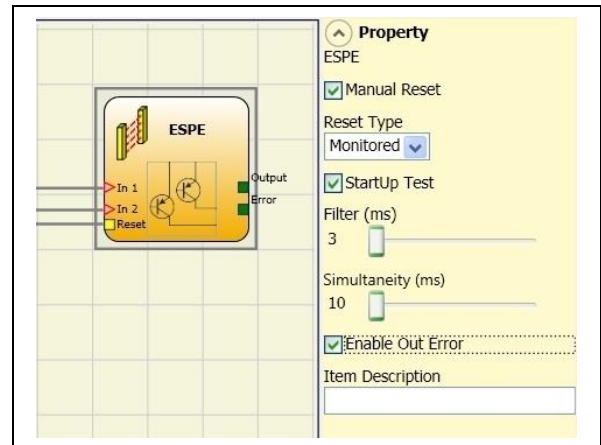 ESPE
In 1
In 2
Reset
Output
Error
Property
ESPE
Manual Reset
Reset Type
Monitored
StartUp Test
Filter (ms)
3
Simultaneity (ms)
10
Enable Out Error
Item Description